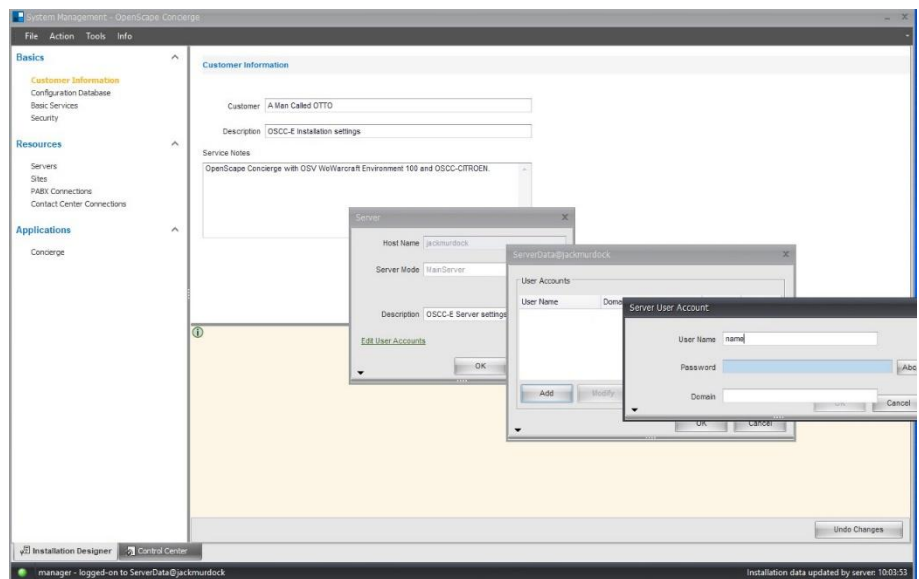 System Management - OpenScape Concierge
File Action Tools Info
Basics
Customer Information
Configuration Database
Basic Services
Security
Resources
Servers
Sites
PABX Connections
Contact Center Connections
Applications
Concierge
Customer Information
Customer A Man Called OTTO
Description OSCC-E Installation settings
Service Notes
OpenScape Concierge with OSV WoWarcraft Environment 100 and OSCC-CITROEN.
Server
Host Name jackmurdock
Server Mode MainServer
Description OSCC-E Server settings
Edit User Accounts
OK
ServerData@jackmurdock
User Accounts
User Name Doma
Add Modify
OK Cancel
Server User Account
User Name name
Password Abc
Domain
OK Cancel
Undo Changes
Installation Designer Control Center
manager - logged-on to ServerData@jackmurdock
Installation data updated by server: 10:03:53